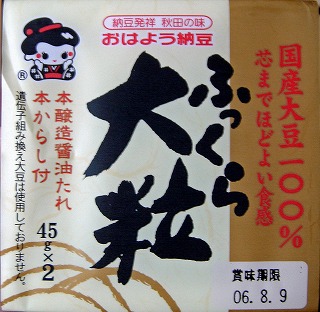 納豆発祥 秋田の味
おはよう納豆
国産大豆一〇〇%
芯までほどよい食感
ふっくら
大粒
本醸造醤油たれ
本からし付
®
遺伝子組み換え大豆は使用しておりません。
45g×2
賞味期限
06.8.9